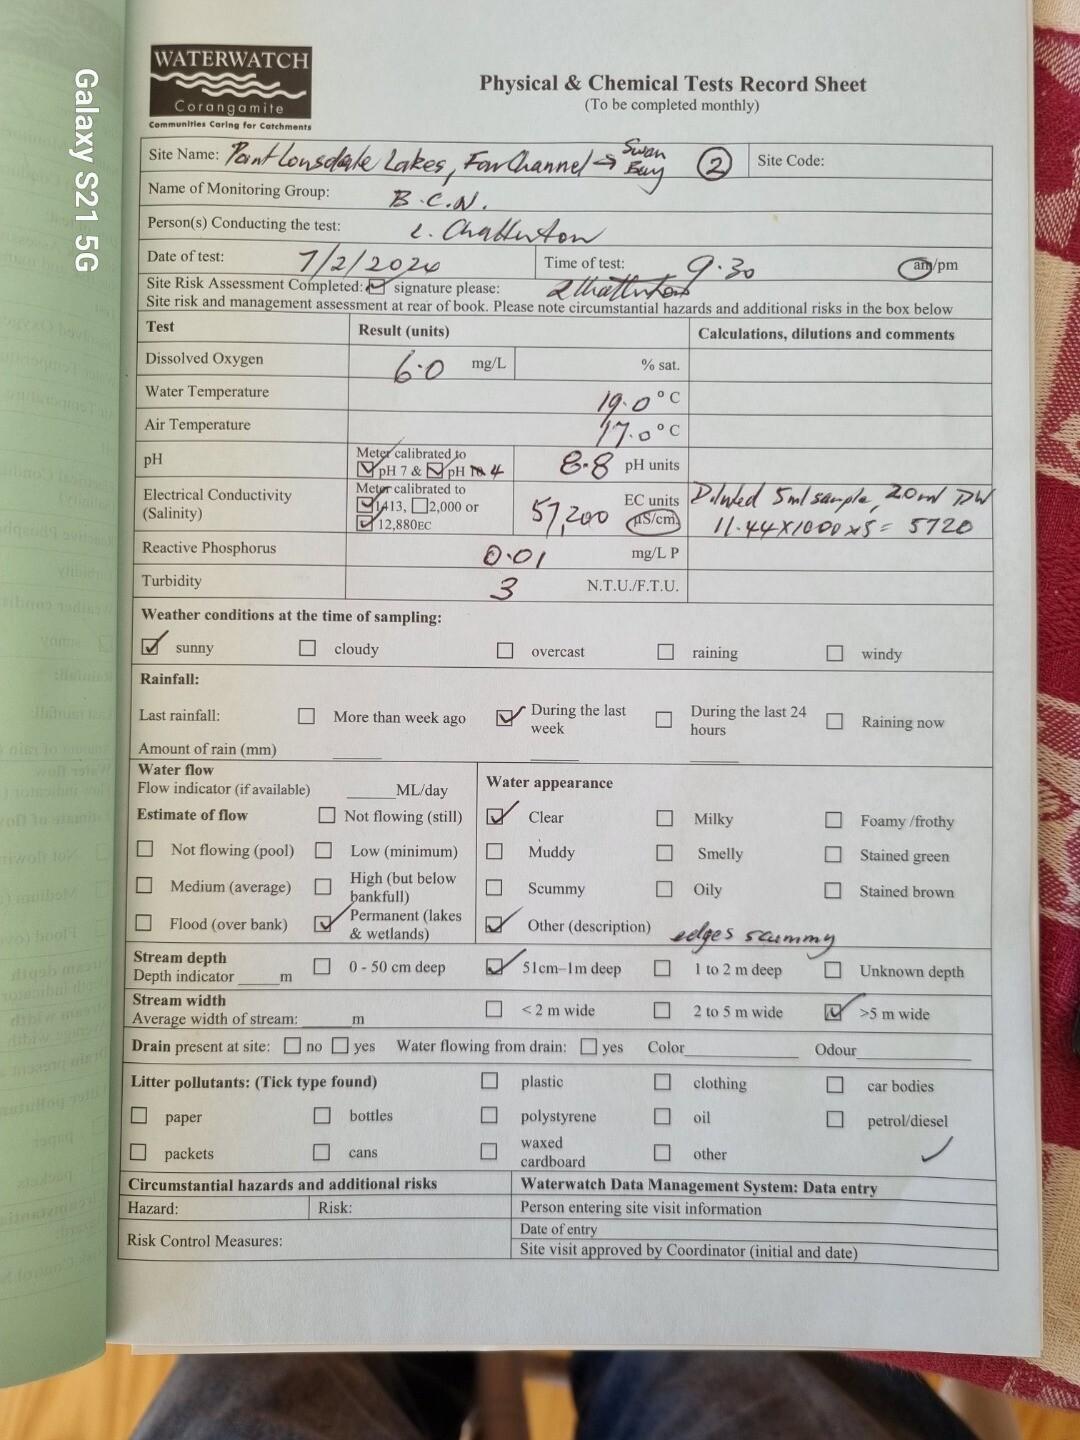 Galaxy S21 5G
WATERWATCH
Corangamite
Communities Caring for Catchments
Physical & Chemical Tests Record Sheet
(To be completed monthly)
Site Name: Point Lonsdale Lakes, Fow Channel → Swan Bay ② Site Code:
Name of Monitoring Group: B.C.N.
Person(s) Conducting the test: L. Chatterton
Date of test: 7/2/2024 Time of test: 9.30 am/pm
Site Risk Assessment Completed: signature please: LChatterton
Site risk and management assessment at rear of book. Please note circumstantial hazards and additional risks in the box below
Test Result (units) Calculations, dilutions and comments
Dissolved Oxygen 6.0 mg/L % sat.
Water Temperature 19.0 °C
Air Temperature 17.0 °C
pH Meter calibrated to pH 7 & pH 4 8.8 pH units
Electrical Conductivity (Salinity) Meter calibrated to 1413, 2,000 or 12,880EC 57,200 EC units µS/cm Diluted 5ml sample, 20ml DW
11.44x1000x5 = 5720
Reactive Phosphorus 0.01 mg/L P
Turbidity 3 N.T.U./F.T.U.
Weather conditions at the time of sampling:
sunny cloudy overcast raining windy
Rainfall:
Last rainfall: More than week ago During the last week During the last 24 hours Raining now
Amount of rain (mm)
Water flow
Flow indicator (if available) ML/day
Water appearance
Estimate of flow Not flowing (still) Clear Milky Foamy /frothy
Not flowing (pool) Low (minimum) Muddy Smelly Stained green
Medium (average) High (but below bankfull) Scummy Oily Stained brown
Flood (over bank) Permanent (lakes & wetlands) Other (description) edges scummy
Stream depth
Depth indicator m 0 - 50 cm deep 51cm–1m deep 1 to 2 m deep Unknown depth
Stream width
Average width of stream: m < 2 m wide 2 to 5 m wide >5 m wide
Drain present at site: no yes Water flowing from drain: yes Color Odour
Litter pollutants: (Tick type found) plastic clothing car bodies
paper bottles polystyrene oil petrol/diesel
packets cans waxed cardboard other
Circumstantial hazards and additional risks Waterwatch Data Management System: Data entry
Hazard: Risk: Person entering site visit information
Risk Control Measures: Date of entry
Site visit approved by Coordinator (initial and date)